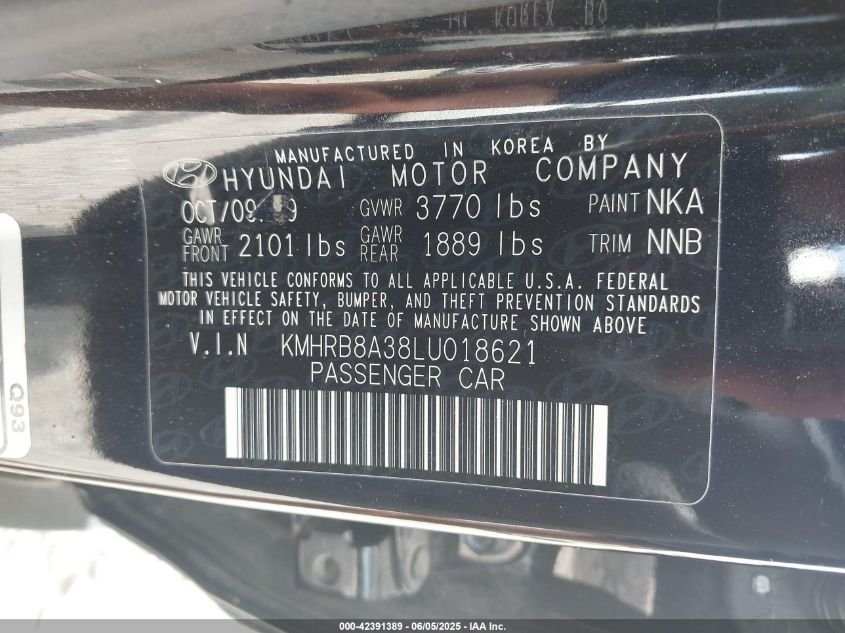 MANUFACTURED IN KOREA BY
HYUNDAI MOTOR COMPANY
GVWR 3770 lbs PAINT NKA
GAWR FRONT 2101 lbs GAWR REAR 1889 lbs TRIM NNB
THIS VEHICLE CONFORMS TO ALL APPLICABLE U.S.A. FEDERAL
MOTOR VEHICLE SAFETY, BUMPER, AND THEFT PREVENTION STANDARDS
IN EFFECT ON THE DATE OF MANUFACTURE SHOWN ABOVE
V.I.N KMHRB8A38LU018621
PASSENGER CAR
Q93
000-42391389 - 06/05/2025 - IAA Inc.